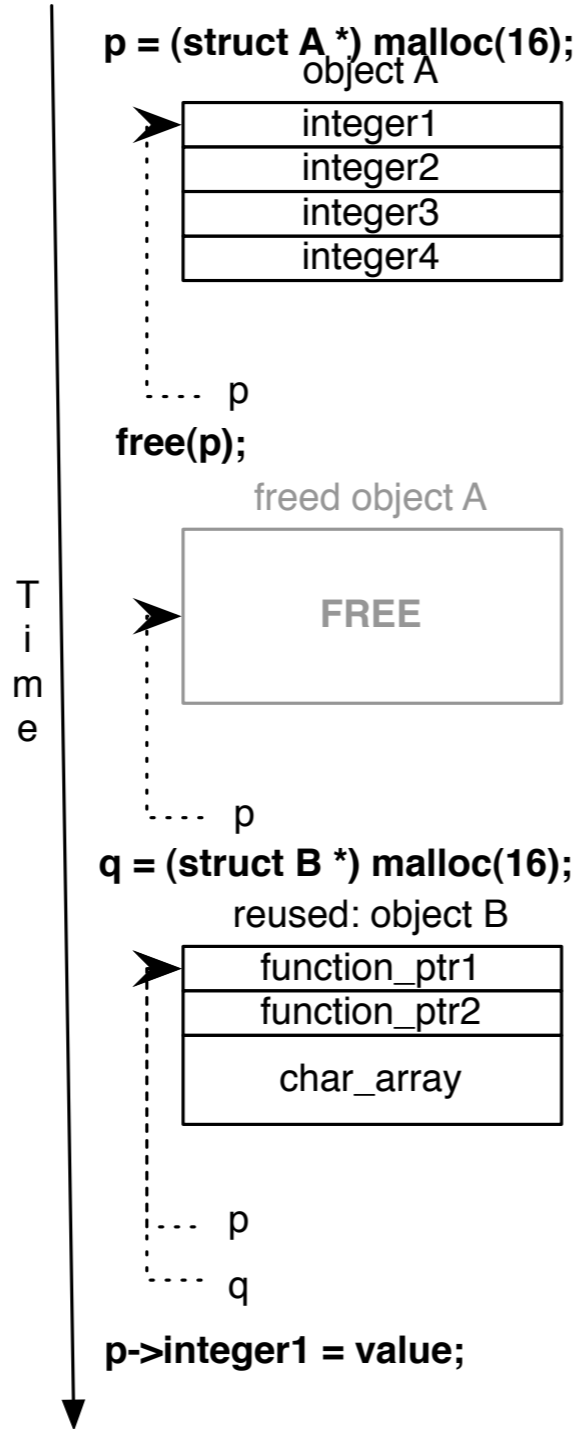 p = (struct A *) malloc(16);
object A
integer1
integer2
integer3
integer4
p
free(p);
freed object A
FREE
Time
p
q = (struct B *) malloc(16);
reused: object B
function_ptr1
function_ptr2
char_array
p
q
p->integer1 = value;